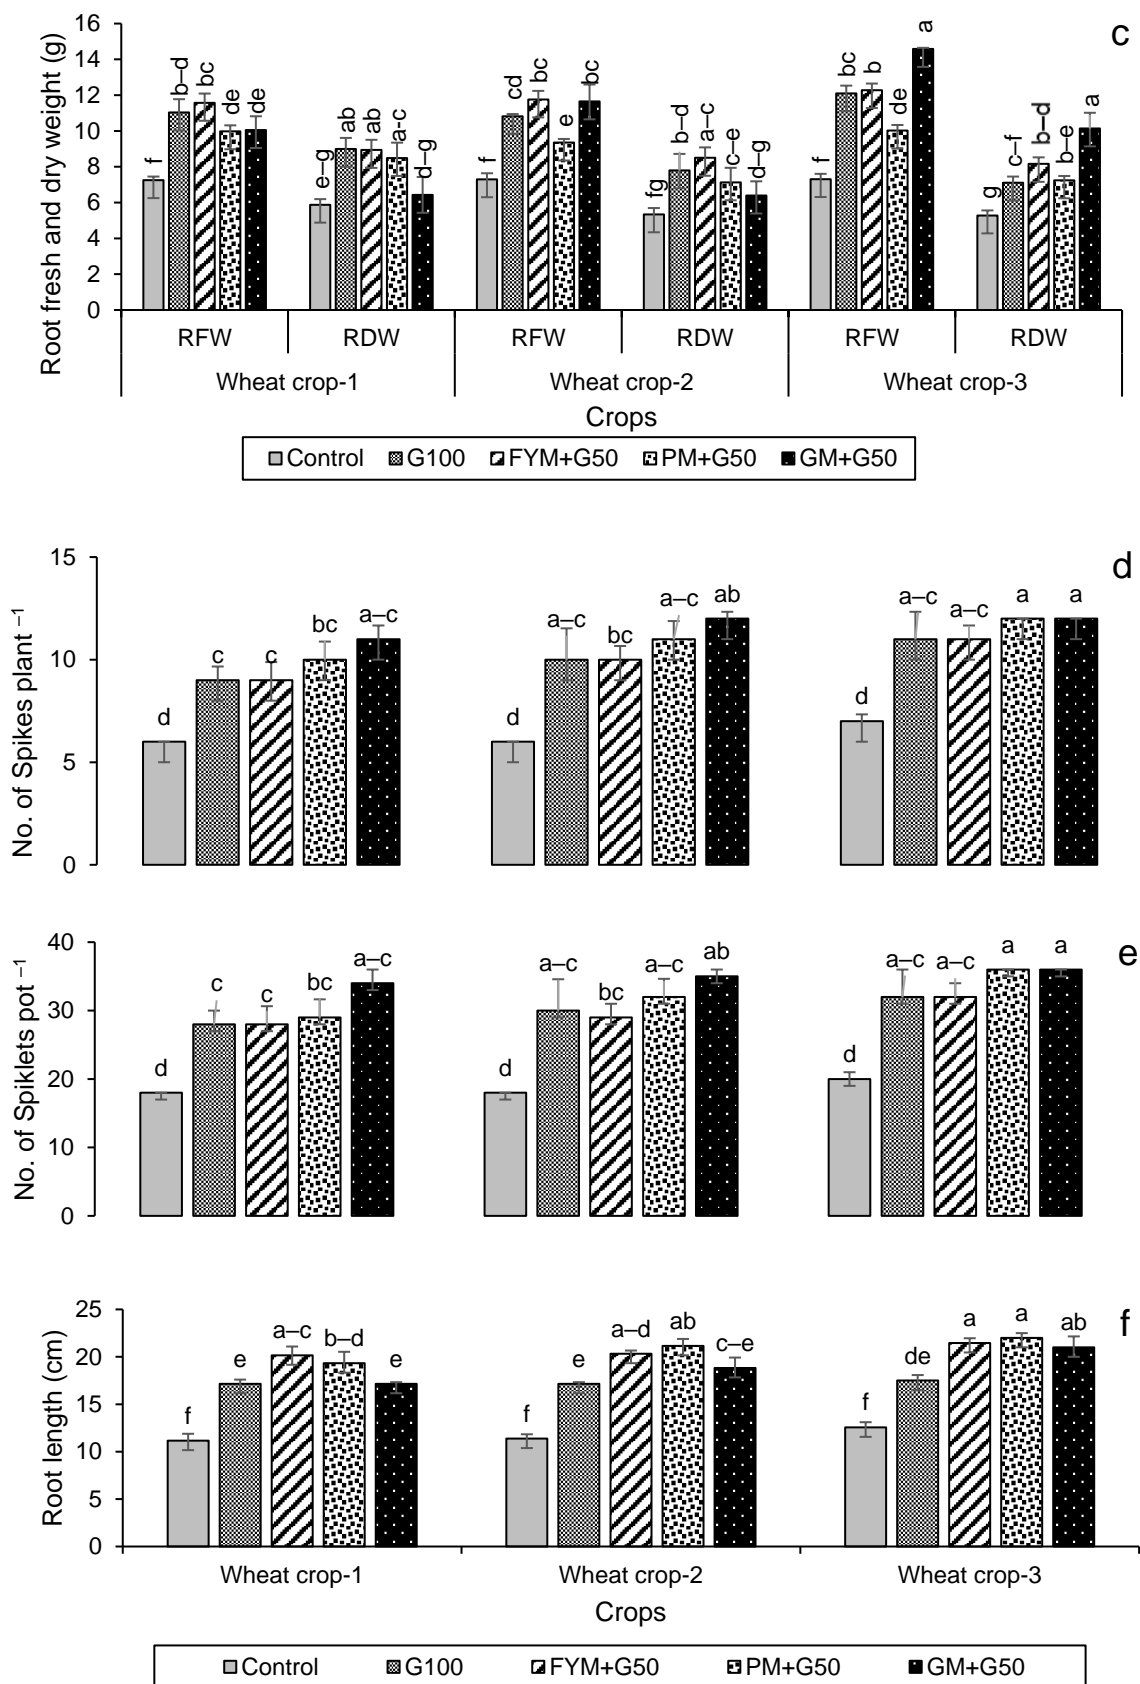 c
Root fresh and dry weight (g)
16
14
12
10
8
6
4
2
0
f b–d bc de de
e–g ab ab a-c d–g
f cd bc e bc
fg b–d a–c c–e d–g
f bc b de a
g c–f b–d b–e a
RFW RDW RFW RDW RFW RDW
Wheat crop-1 Wheat crop-2 Wheat crop-3
Crops
Control G100 FYM+G50 PM+G50 GM+G50
d
No. of Spikes plant ⁻¹
15
10
5
0
d c c bc a–c
d a–c bc a–c ab
d a–c a–c a a
e
No. of Spiklets pot ⁻¹
40
30
20
10
0
d c c bc a–c
d a–c bc a–c ab
d a–c a–c a a
f
Root length (cm)
25
20
15
10
5
0
f e a–c b–d e
f e a–d ab c–e
f de a a ab
Wheat crop-1 Wheat crop-2 Wheat crop-3
Crops
Control G100 FYM+G50 PM+G50 GM+G50